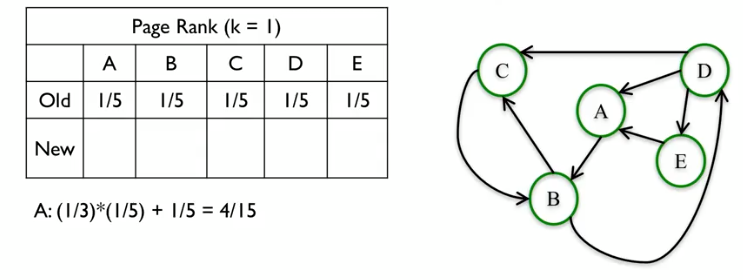 Page Rank (k = 1)
A B C D E
Old 1/5 1/5 1/5 1/5 1/5
New
A: (1/3)*(1/5) + 1/5 = 4/15
C
D
A
E
B